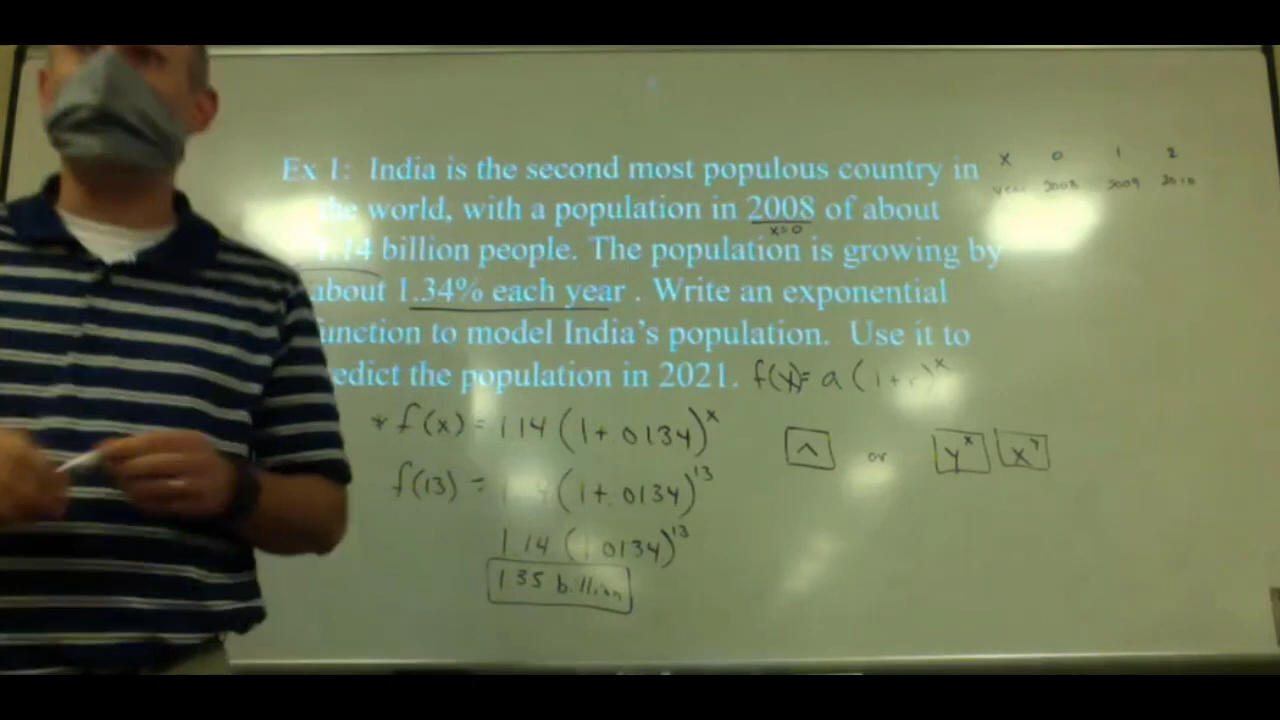 Ex 1: India is the second most populous country in
the world, with a population in 2008 of about
x=0
1.14 billion people. The population is growing by
about 1.34% each year . Write an exponential
unction to model India's population. Use it to
edict the population in 2021. f(x)= a (1+r)^x
x 0 1 2
year 2008 2009 2010
* f(x) = 1.14 (1+ 0134)^x
f(13) = (1+.0134)^13
1.14 (1 0134)^13
1.35 billion
^ or y^x x^y